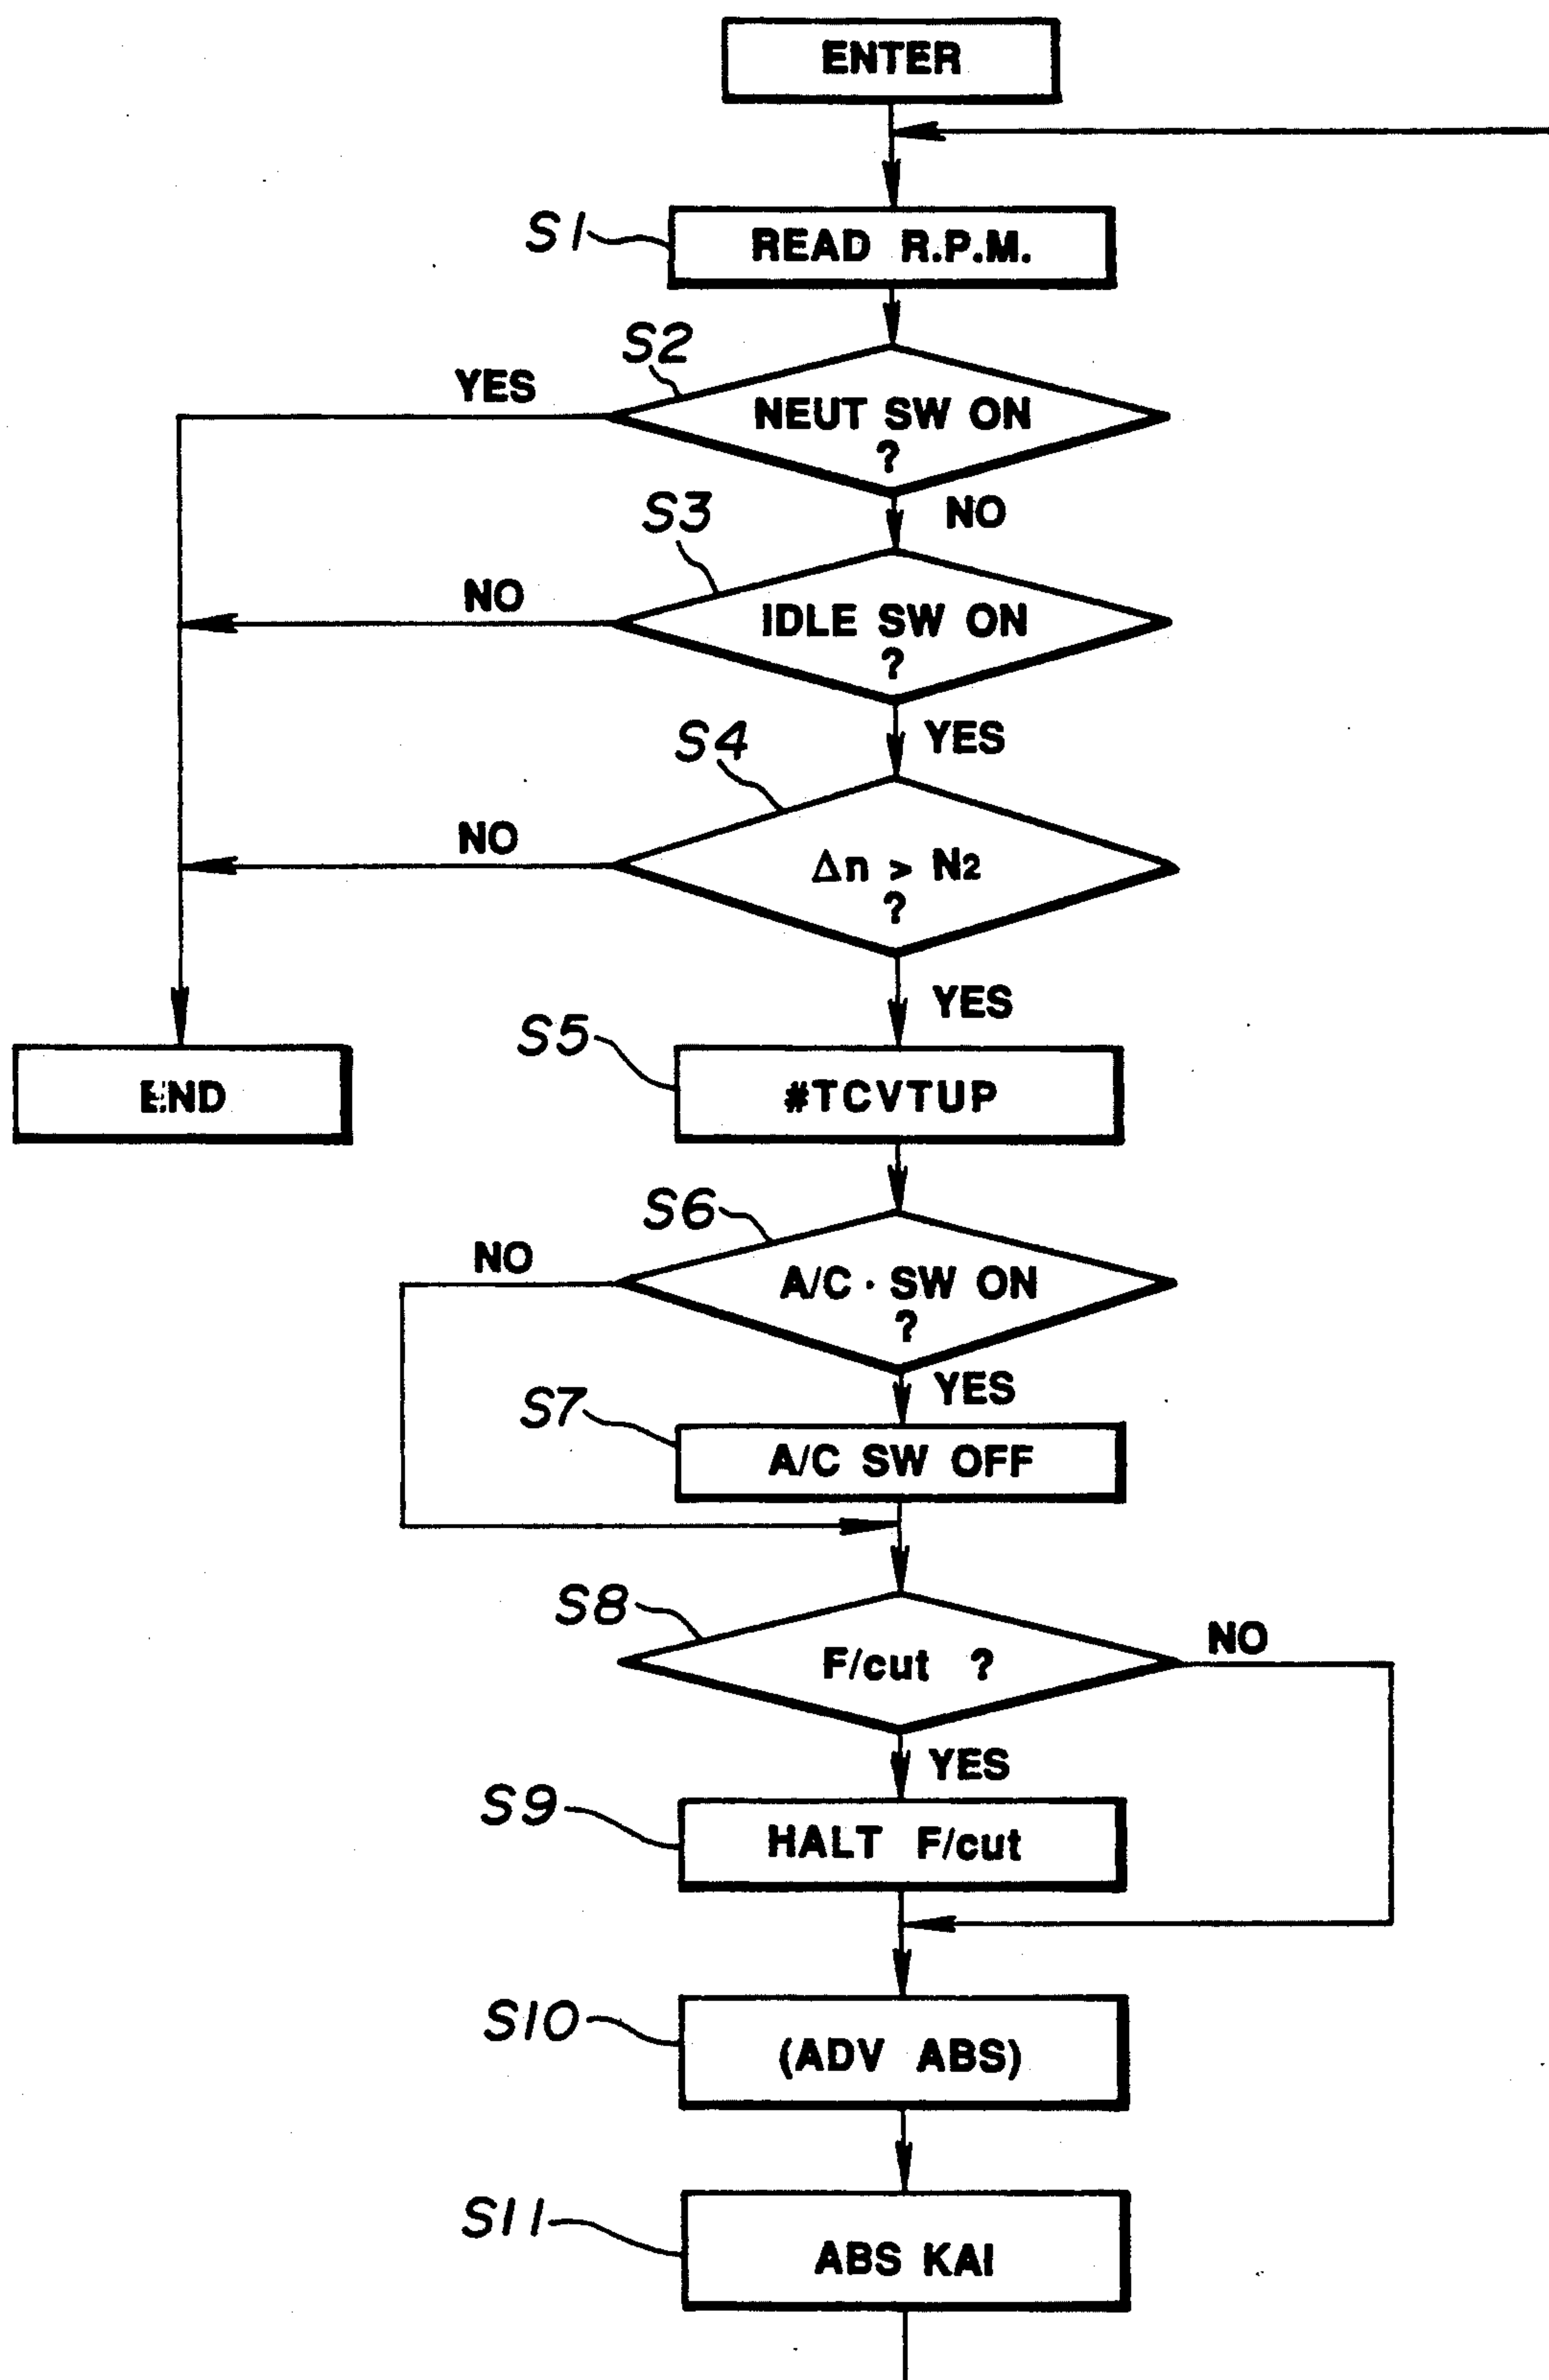 ENTER
S1
READ R.P.M.
S2
YES
NEUT SW ON
?
NO
S3
NO
IDLE SW ON
?
YES
S4
NO
Δn > N2
?
YES
END
S5
#TCVTUP
S6
NO
A/C · SW ON
?
YES
S7
A/C SW OFF
S8
F/cut ?
NO
YES
S9
HALT F/cut
S10
(ADV ABS)
S11
ABS KAI